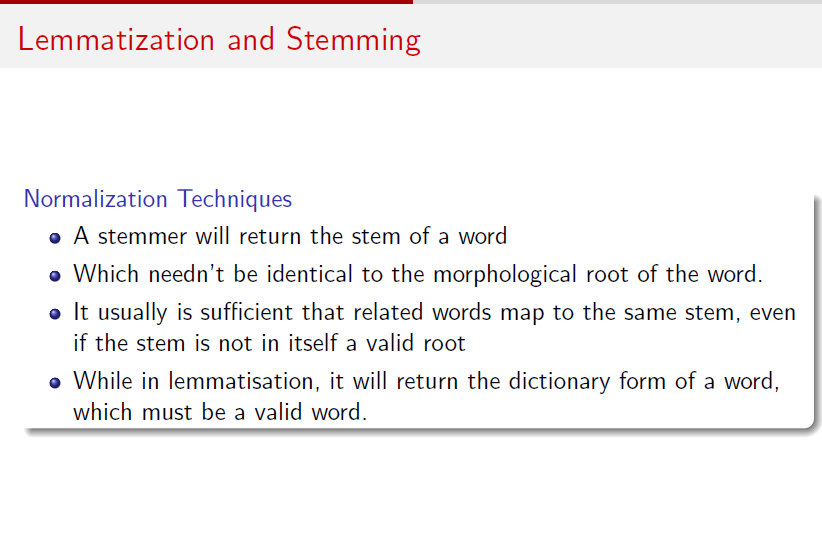 Lemmatization and Stemming
Normalization Techniques
A stemmer will return the stem of a word
Which needn't be identical to the morphological root of the word.
It usually is sufficient that related words map to the same stem, even
if the stem is not in itself a valid root
While in lemmatisation, it will return the dictionary form of a word,
which must be a valid word.